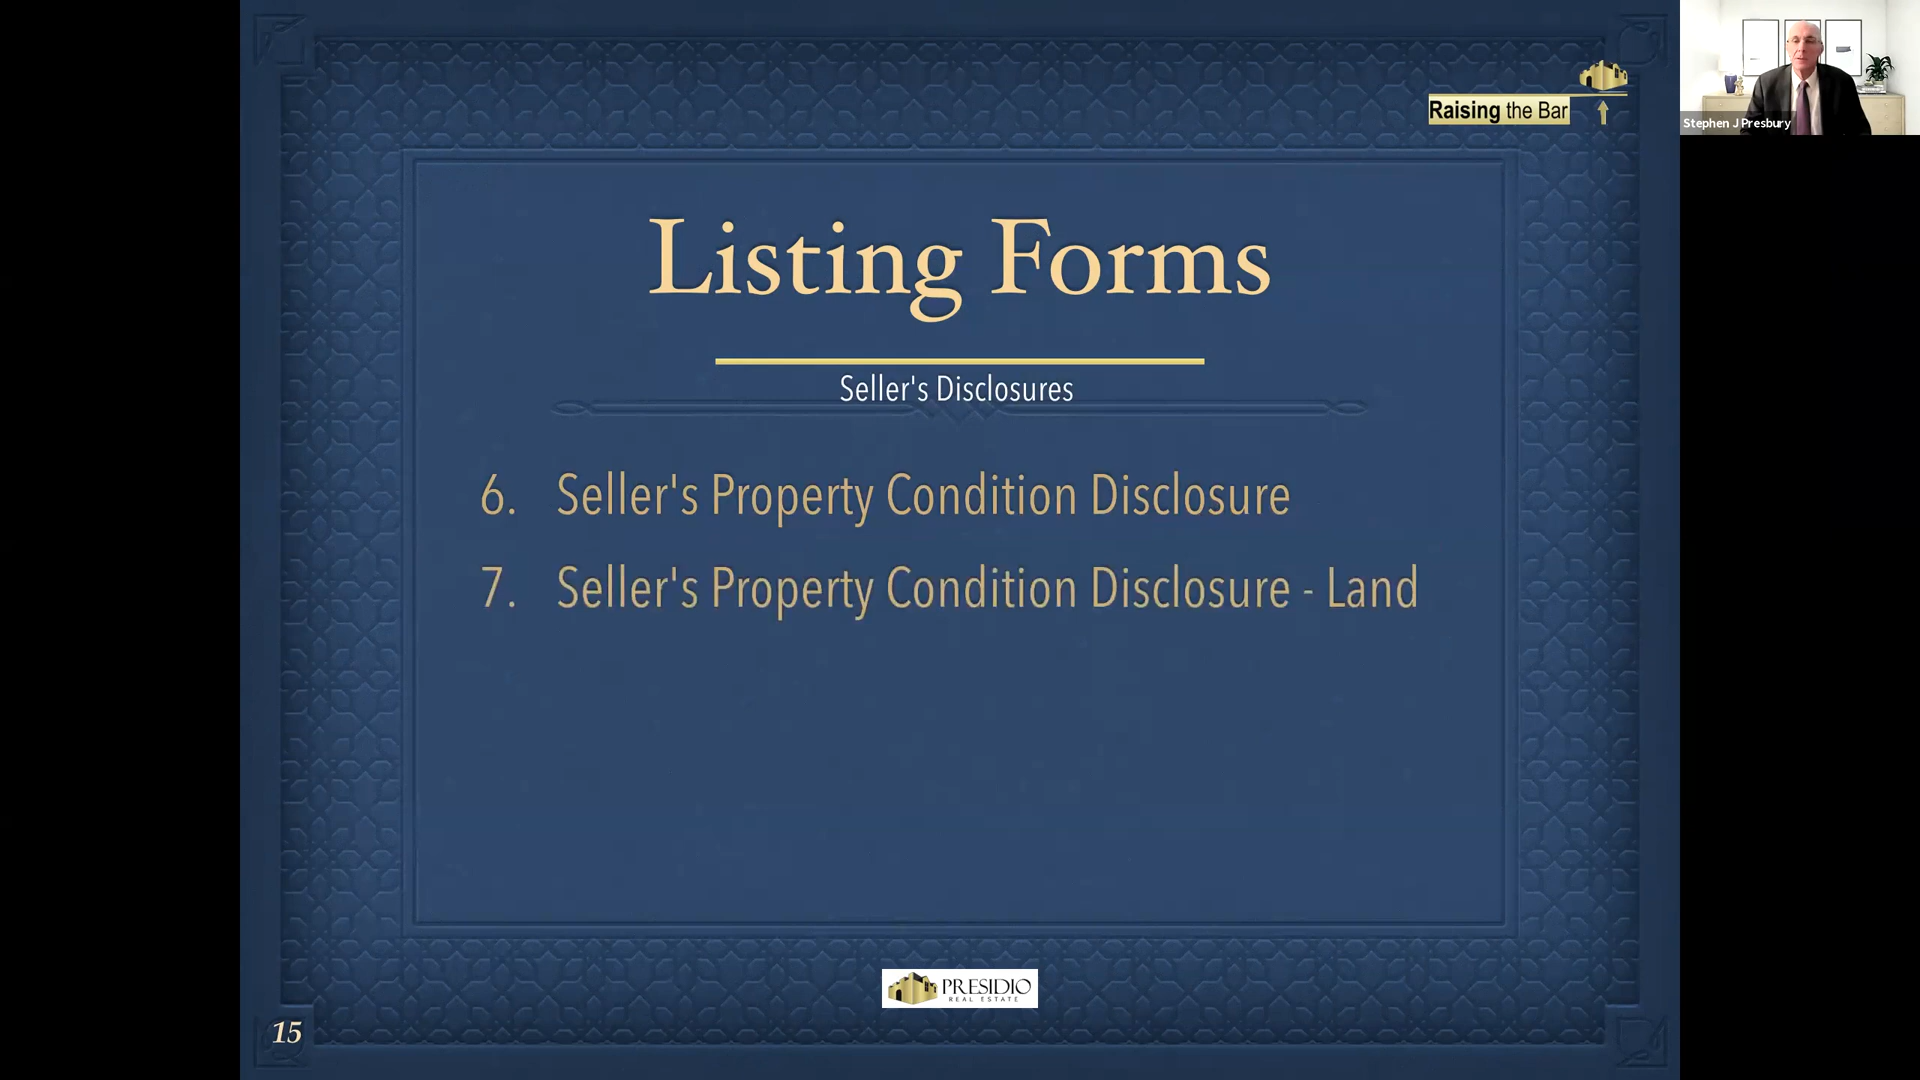 Raising the Bar
Stephen J Presbury
Listing Forms
Seller's Disclosures
6. Seller's Property Condition Disclosure
7. Seller's Property Condition Disclosure - Land
PRESIDIO
REAL ESTATE
15